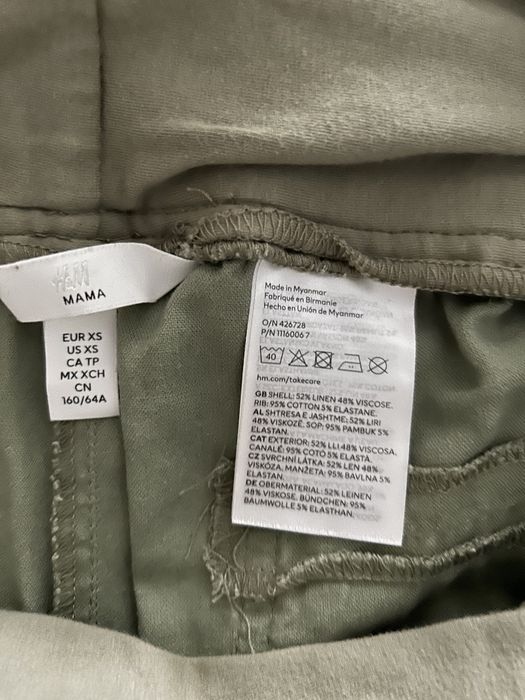 H&M
MAMA
EUR XS
US XS
CA TP
MX XCH
CN
160/64A
Made in Myanmar
Fabriqué en Birmanie
Hecho en Unión de Myanmar
O/N 426728
P/N 11160067
40
hm.com/takecare
GB SHELL: 52% LINEN 48% VISCOSE.
RIB: 95% COTTON 5% ELASTANE.
AL SHTRESA E JASHTME: 52% LIRI
48% VISKOZË. SOP: 95% PAMBUK 5%
ELASTAN.
CAT EXTERIOR: 52% LLI 48% VISCOSA.
CANALÉ: 95% COTÓ 5% ELASTÀ.
CZ SVRCHNÍ LÁTKA: 52% LEN 48%
VISKÓZA. MANŽETA: 95% BAVLNA 5%
ELASTAN.
DE OBERMATERIAL: 52% LEINEN
48% VISKOSE. BÜNDCHEN: 95%
BAUMWOLLE 5% ELASTHAN.